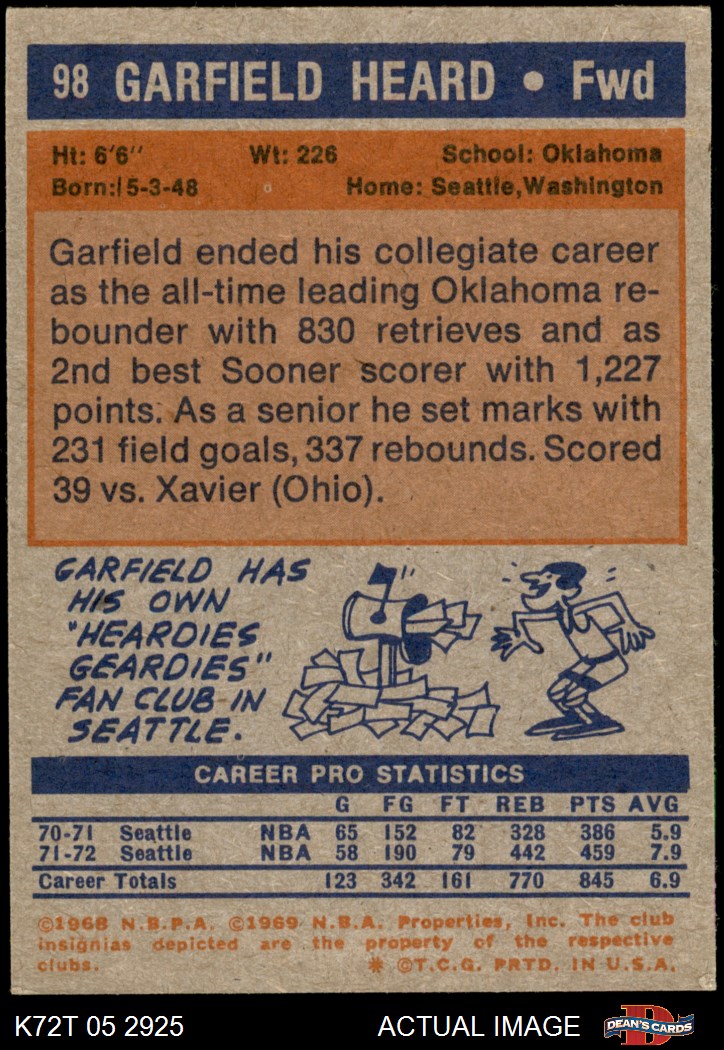 98 GARFIELD HEARD • Fwd
Ht: 6'6" Wt: 226 School: Oklahoma
Born: 5-3-48 Home: Seattle, Washington
Garfield ended his collegiate career
as the all-time leading Oklahoma re-
bounder with 830 retrieves and as
2nd best Sooner scorer with 1,227
points. As a senior he set marks with
231 field goals, 337 rebounds. Scored
39 vs. Xavier (Ohio).
GARFIELD HAS
HIS OWN
"HEARDIES
GEARDIES"
FAN CLUB IN
SEATTLE.
CAREER PRO STATISTICS
G FG FT REB PTS AVG
70-71 Seattle NBA 65 152 82 328 386 5.9
71-72 Seattle NBA 58 190 79 442 459 7.9
Career Totals 123 342 161 770 845 6.9
©1968 N.B.P.A. ©1969 N.B.A. Properties, Inc. The club
insignias depicted are the property of the respective
clubs. * ©T.C.G. PRTD. IN U.S.A.
K72T 05 2925 ACTUAL IMAGE D DEAN'S CARDS